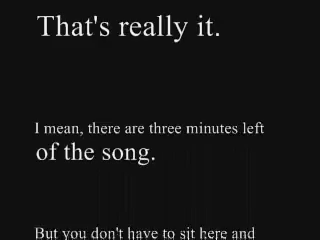 That's really it.
I mean, there are three minutes left
of the song.
But you don't have to sit here and